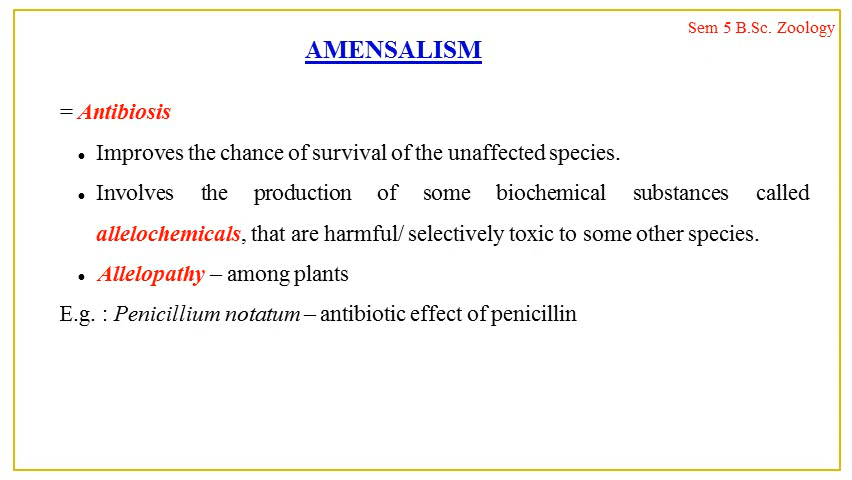 Sem 5 B.Sc. Zoology
AMENSALISM
= Antibiosis
• Improves the chance of survival of the unaffected species.
• Involves the production of some biochemical substances called
allelochemicals, that are harmful/ selectively toxic to some other species.
• Allelopathy – among plants
E.g. : Penicillium notatum – antibiotic effect of penicillin